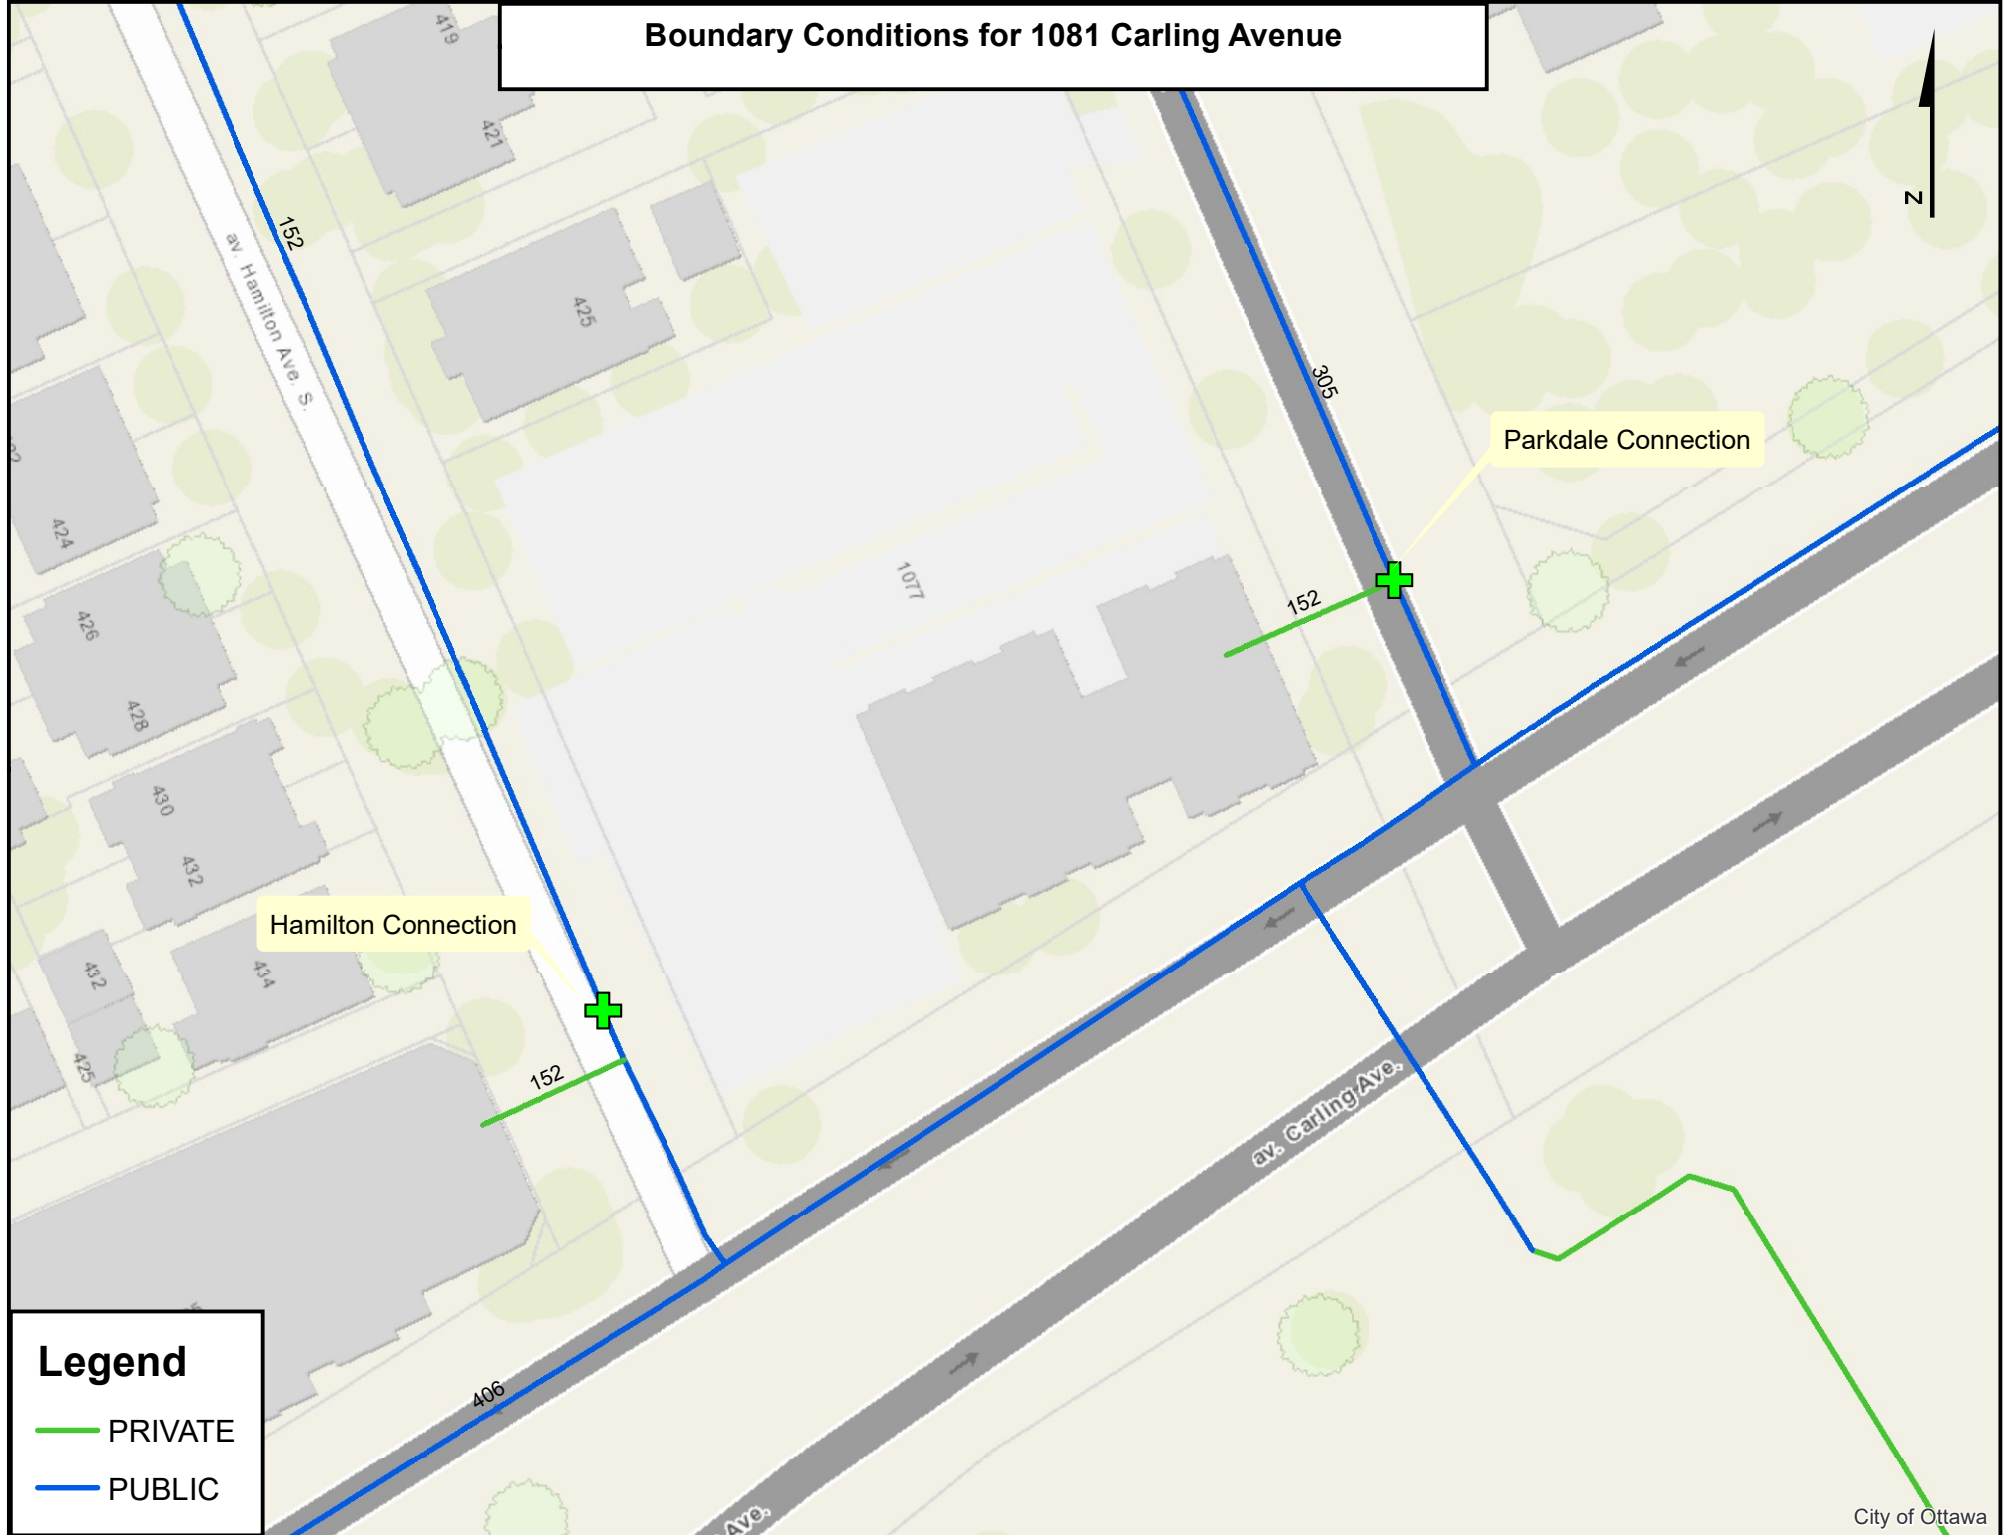 Boundary Conditions for 1081 Carling Avenue
419
421
152
av. Hamilton Ave. S.
425
N
305
Parkdale Connection
424
1077
152
426
428
430
432
Hamilton Connection
432
434
425
152
av. Carling Ave.
406
Legend
PRIVATE
PUBLIC
Ave.
City of Ottawa